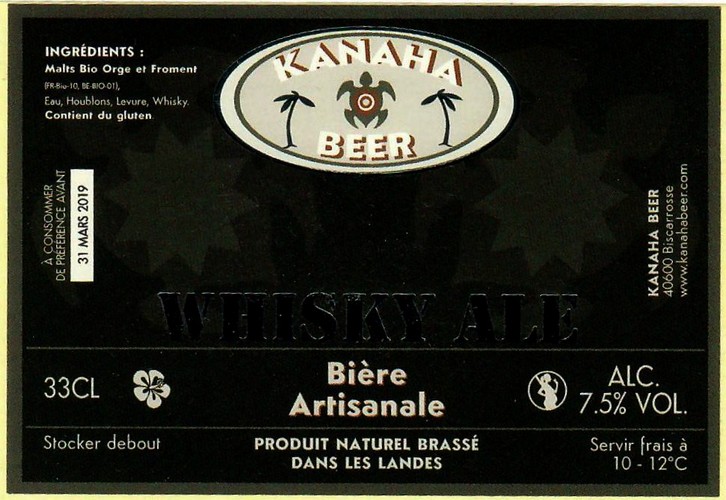 INGRÉDIENTS :
Malts Bio Orge et Froment
(FR-Bio-10, BE-BIO-01),
Eau, Houblons, Levure, Whisky.
Contient du gluten.
KANAHA
BEER
À CONSOMMER
DE PRÉFÉRENCE AVANT
31 MARS 2019
KANAHA BEER
40600 Biscarrosse
www.kanahabeer.com
WHISKY ALE
33CL
Bière
Artisanale
ALC.
7.5% VOL.
Stocker debout
PRODUIT NATUREL BRASSÉ
DANS LES LANDES
Servir frais à
10 - 12°C